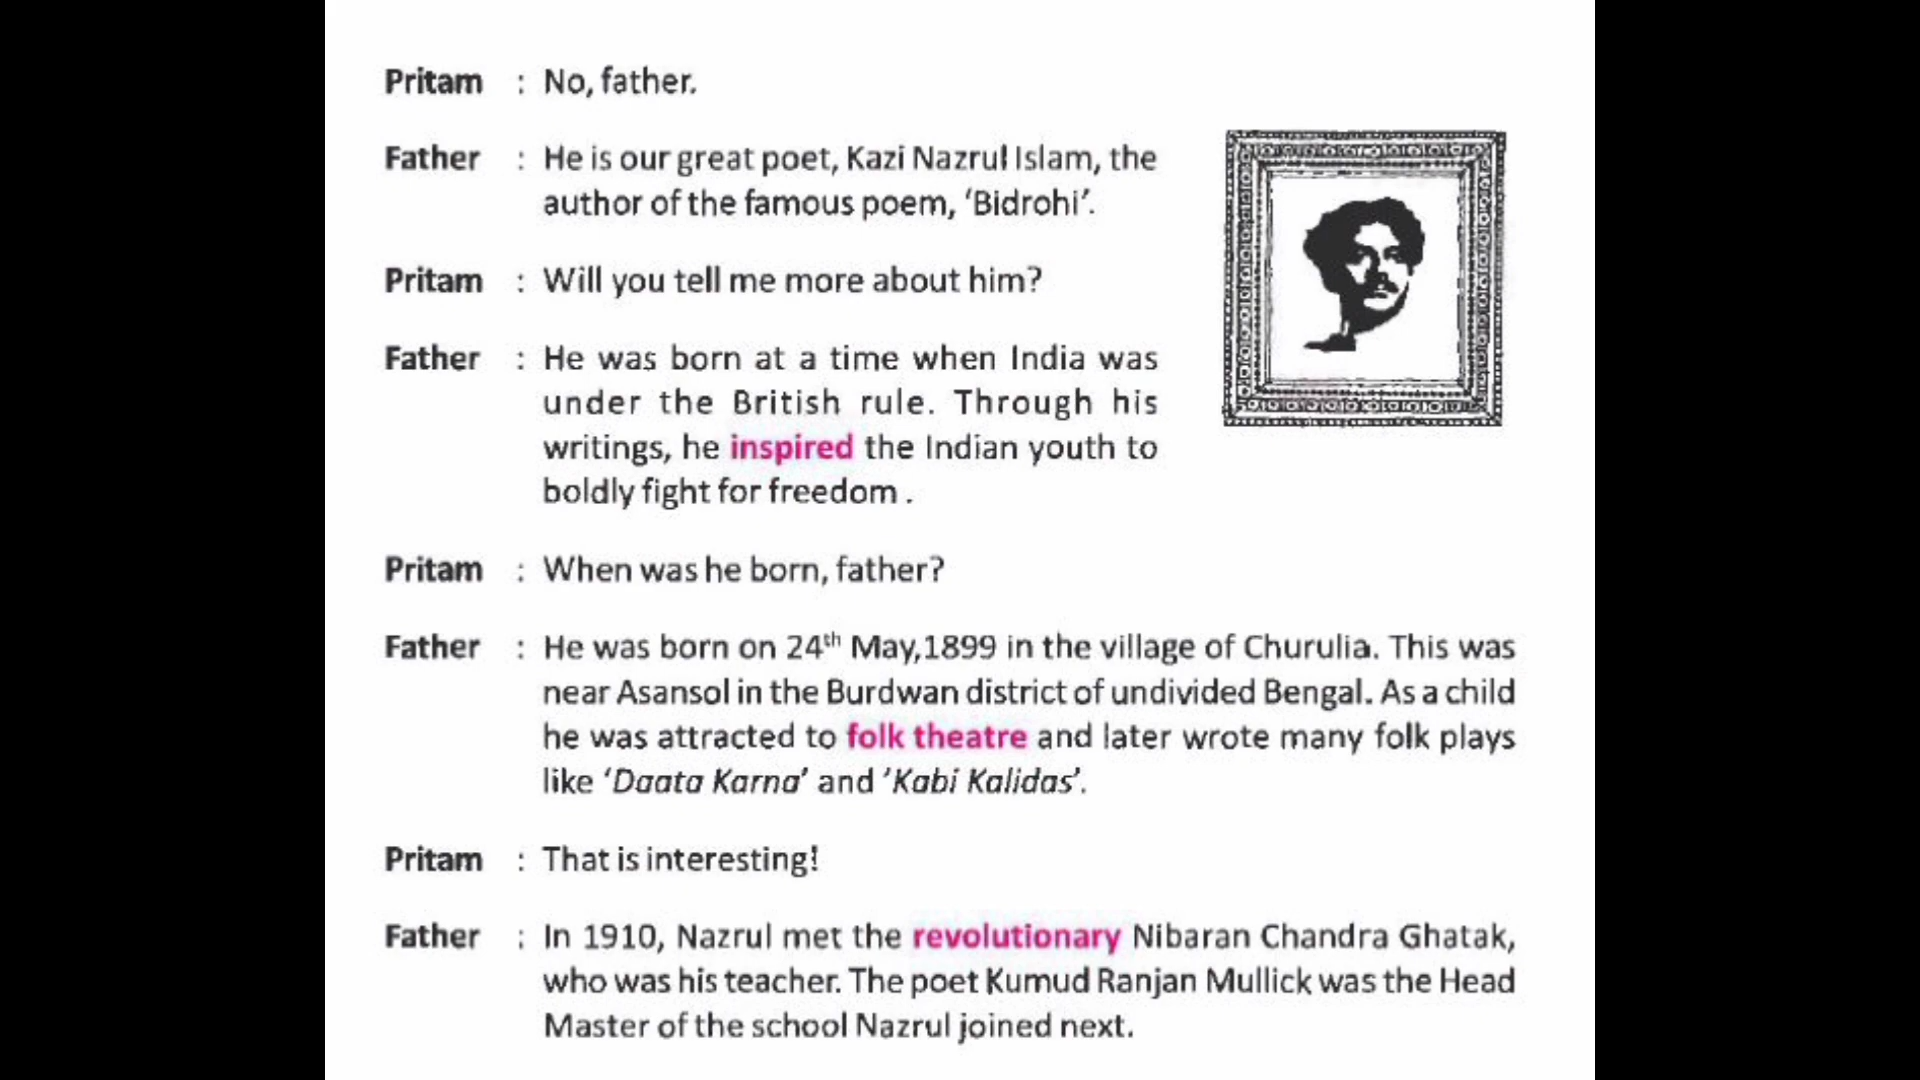 Pritam : No, father.
Father : He is our great poet, Kazi Nazrul Islam, the
author of the famous poem, ‘Bidrohi’.
Pritam : Will you tell me more about him?
Father : He was born at a time when India was
under the British rule. Through his
writings, he inspired the Indian youth to
boldly fight for freedom .
Pritam : When was he born, father?
Father : He was born on 24th May,1899 in the village of Churulia. This was
near Asansol in the Burdwan district of undivided Bengal. As a child
he was attracted to folk theatre and later wrote many folk plays
like ‘Daata Karna’ and ‘Kabi Kalidas’.
Pritam : That is interesting!
Father : In 1910, Nazrul met the revolutionary Nibaran Chandra Ghatak,
who was his teacher. The poet Kumud Ranjan Mullick was the Head
Master of the school Nazrul joined next.